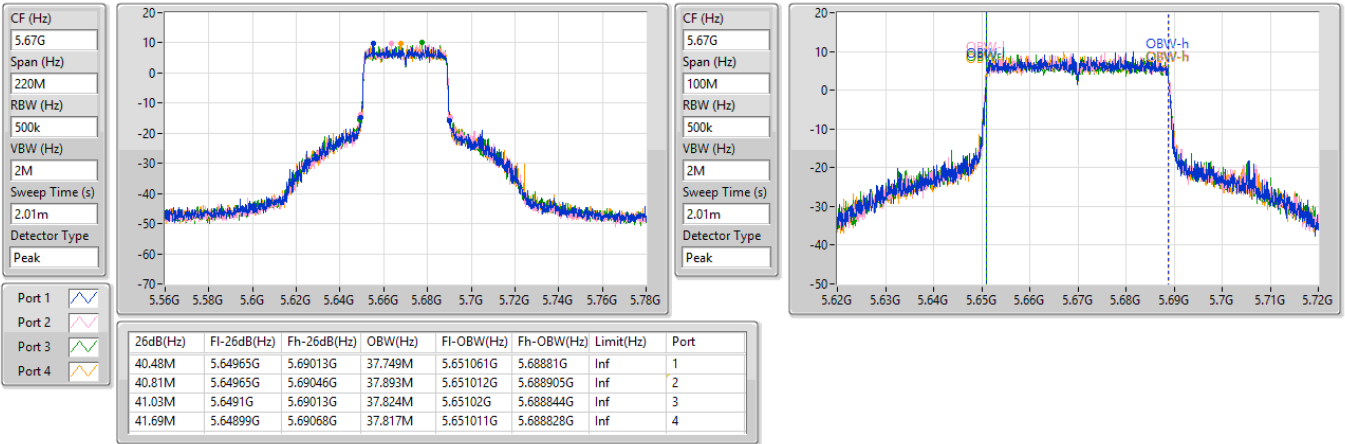 CF (Hz)
5.67G
Span (Hz)
220M
RBW (Hz)
500k
VBW (Hz)
2M
Sweep Time (s)
2.01m
Detector Type
Peak
20
10
0
-10
-20
-30
-40
-50
-60
-70
5.56G 5.58G 5.6G 5.62G 5.64G 5.66G 5.68G 5.7G 5.72G 5.74G 5.76G 5.78G
CF (Hz)
5.67G
Span (Hz)
100M
RBW (Hz)
500k
VBW (Hz)
2M
Sweep Time (s)
2.01m
Detector Type
Peak
20
10
0
-10
-20
-30
-40
-50
OBW-h
OBW-h
5.62G 5.63G 5.64G 5.65G 5.66G 5.67G 5.68G 5.69G 5.7G 5.71G 5.72G
Port 1
Port 2
Port 3
Port 4
26dB(Hz) Fl-26dB(Hz) Fh-26dB(Hz) OBW(Hz) Fl-OBW(Hz) Fh-OBW(Hz) Limit(Hz) Port
40.48M 5.64965G 5.69013G 37.749M 5.651061G 5.68881G Inf 1
40.81M 5.64965G 5.69046G 37.893M 5.651012G 5.688905G Inf 2
41.03M 5.6491G 5.69013G 37.824M 5.65102G 5.688844G Inf 3
41.69M 5.64899G 5.69068G 37.817M 5.651011G 5.688828G Inf 4